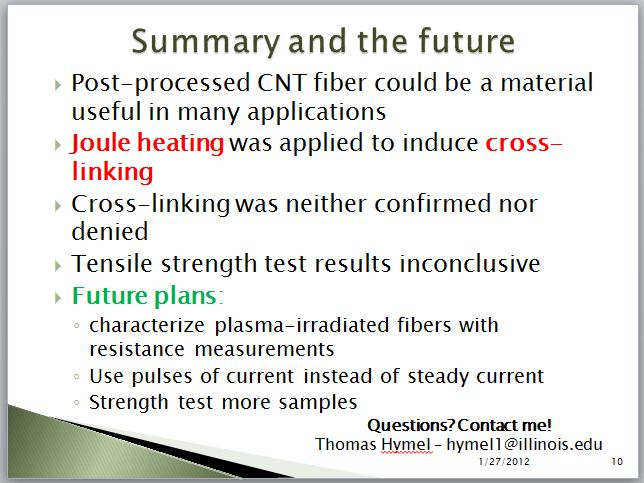 Summary and the future
Post-processed CNT fiber could be a material
useful in many applications
Joule heating was applied to induce cross-
linking
Cross-linking was neither confirmed nor
denied
Tensile strength test results inconclusive
Future plans:
characterize plasma-irradiated fibers with
resistance measurements
Use pulses of current instead of steady current
Strength test more samples
Questions? Contact me!
Thomas Hymel – hymel1@illinois.edu
1/27/2012 10